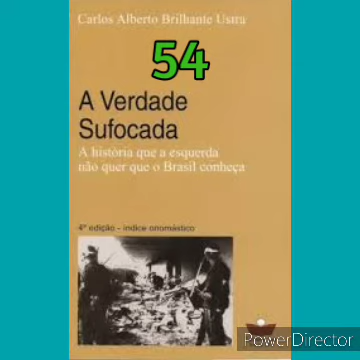 Carlos Alberto Brilhante Ustra
54
A Verdade
Sufocada
A história que a esquerda
não quer que o Brasil conheça
4ª edição - índice onomástico
PowerDirector